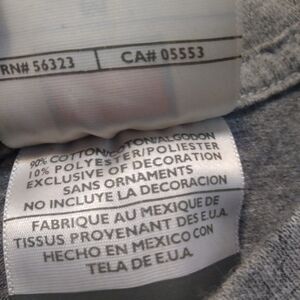 RN# 56323 CA# 05553
90% COTTON/COTON/ALGODON
10% POLYESTER/POLIESTER
EXCLUSIVE OF DECORATION
SANS ORNAMENTS
NO INCLUYE LA DECORACION
FABRIQUE AU MEXIQUE DE
TISSUS PROVENANT DES E.U.A.
HECHO EN MEXICO CON
TELA DE E.U.A.